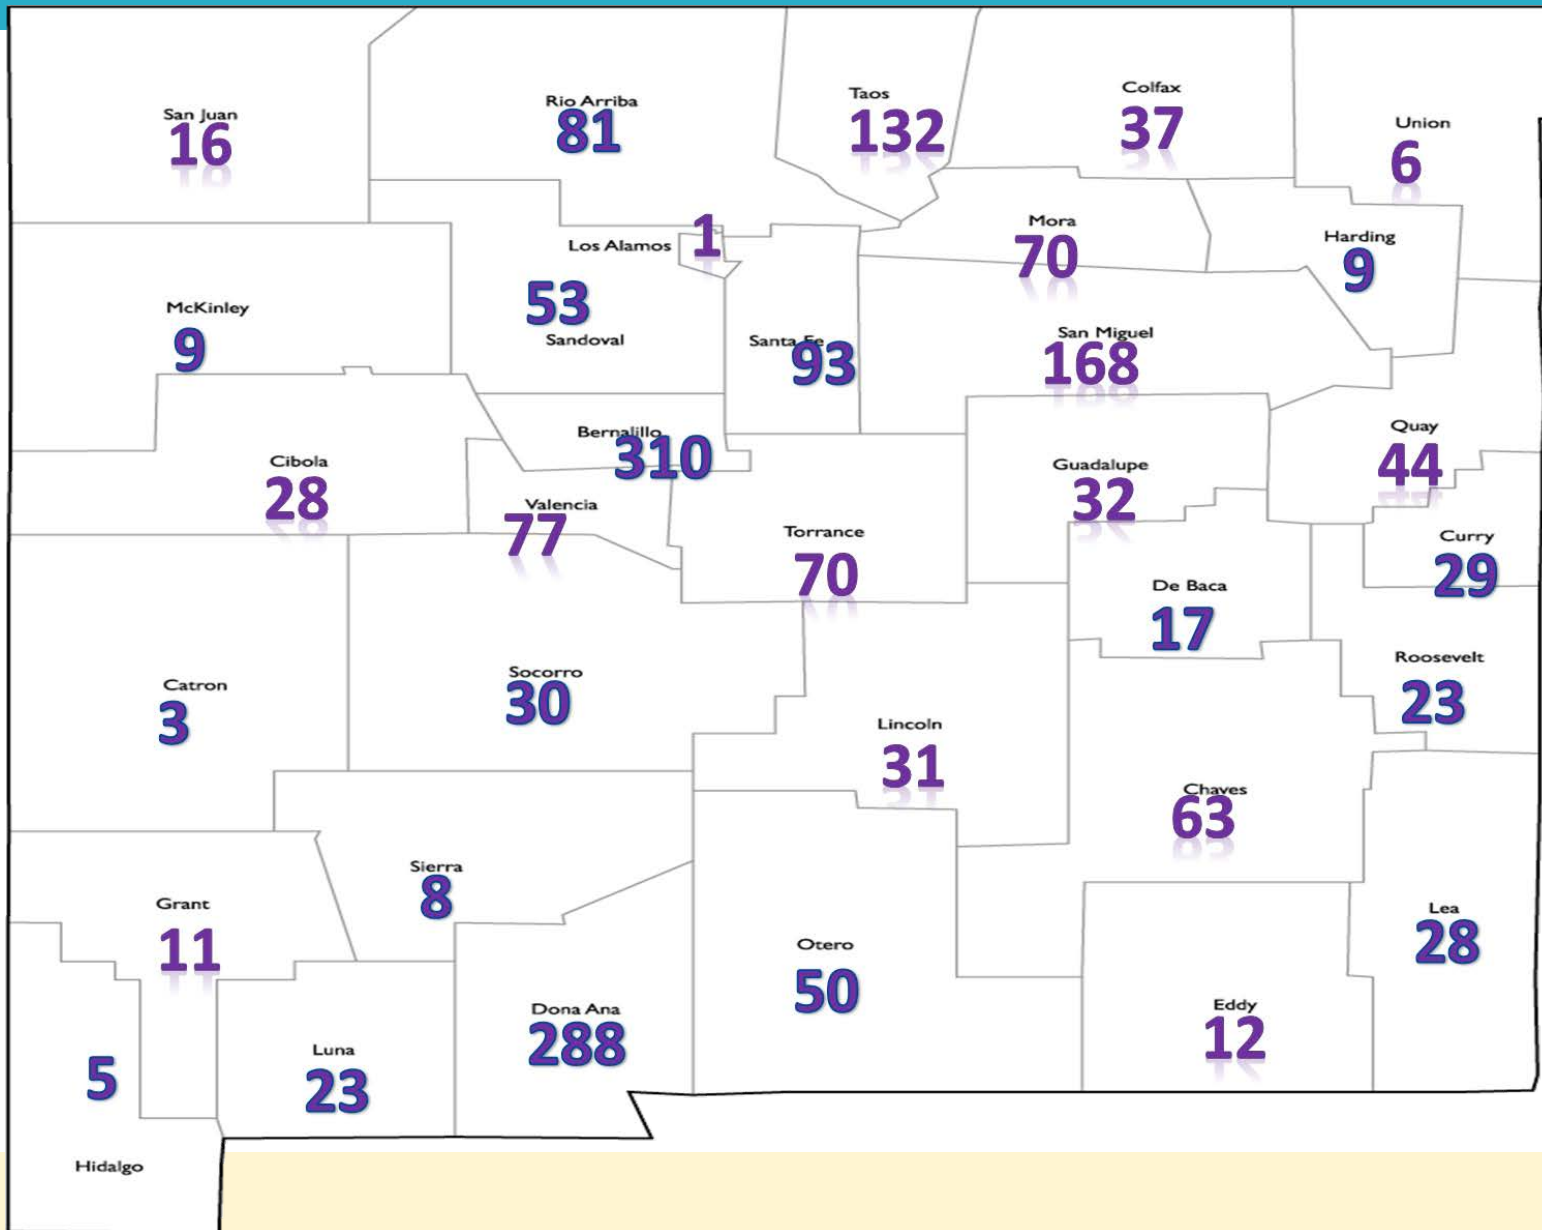 San Juan
16
Rio Arriba
81
Taos
132
Colfax
37
Union
6
Los Alamos
1
Mora
70
Harding
9
McKinley
9
53
Sandoval
Santa Fe
93
San Miguel
168
Bernalillo
310
Cibola
28
Valencia
77
Torrance
70
Guadalupe
32
Quay
44
Curry
29
De Baca
17
Roosevelt
23
Catron
3
Socorro
30
Lincoln
31
Chaves
63
Sierra
8
Grant
11
Otero
50
Lea
28
Eddy
12
Dona Ana
288
Luna
23
5
Hidalgo